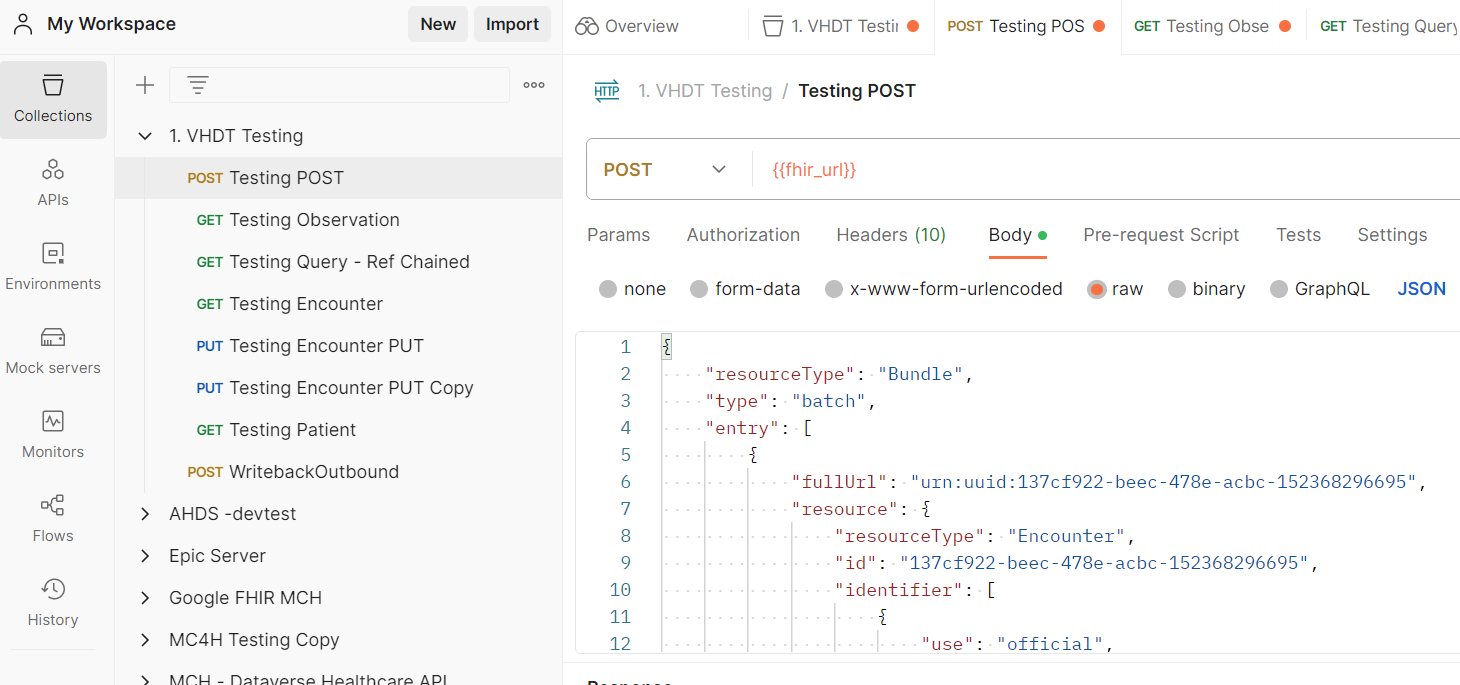 My Workspace
New
Import
Collections
APIs
Environments
Mock servers
Monitors
Flows
History
1. VHDT Testing
POST Testing POST
GET Testing Observation
GET Testing Query - Ref Chained
GET Testing Encounter
PUT Testing Encounter PUT
PUT Testing Encounter PUT Copy
GET Testing Patient
POST WritebackOutbound
AHDS -devtest
Epic Server
Google FHIR MCH
MC4H Testing Copy
MCH - Dataverse Healthcare API
Overview
1. VHDT Testin
POST Testing POS
GET Testing Obse
GET Testing Query
HTTP 1. VHDT Testing / Testing POST
POST {{fhir_url}}
Params Authorization Headers (10) Body Pre-request Script Tests Settings
none form-data x-www-form-urlencoded raw binary GraphQL JSON
1 {
2 "resourceType": "Bundle",
3 "type": "batch",
4 "entry": [
5 {
6 "fullUrl": "urn:uuid:137cf922-beec-478e-acbc-152368296695",
7 "resource": {
8 "resourceType": "Encounter",
9 "id": "137cf922-beec-478e-acbc-152368296695",
10 "identifier": [
11 {
12 "use": "official",
Response